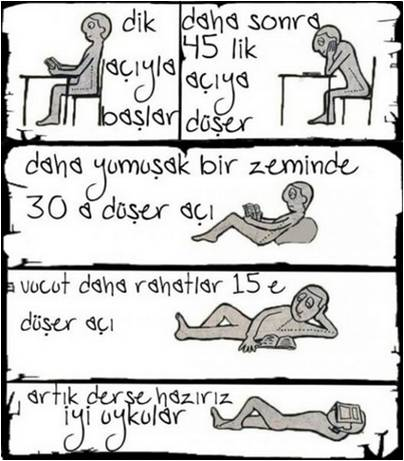 dik
açıyla
başlar
daha sonra
45 lik
açıya
düşer
daha yumuşak bir zeminde
30 a düşer açı
vucut daha rahatlar 15 e
düşer açı
artık derse hazırız
iyi uykular